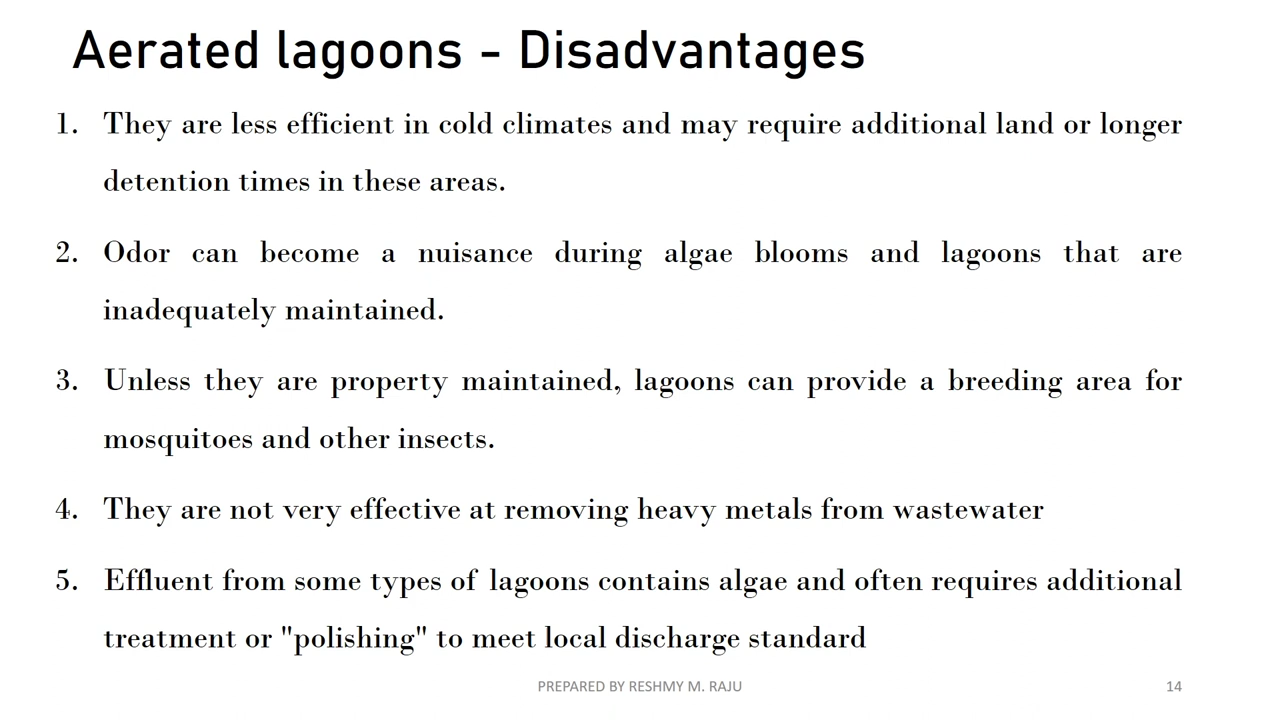 Aerated lagoons - Disadvantages
1. They are less efficient in cold climates and may require additional land or longer
detention times in these areas.
2. Odor can become a nuisance during algae blooms and lagoons that are
inadequately maintained.
3. Unless they are property maintained, lagoons can provide a breeding area for
mosquitoes and other insects.
4. They are not very effective at removing heavy metals from wastewater
5. Effluent from some types of lagoons contains algae and often requires additional
treatment or "polishing" to meet local discharge standard
PREPARED BY RESHMY M. RAJU 14